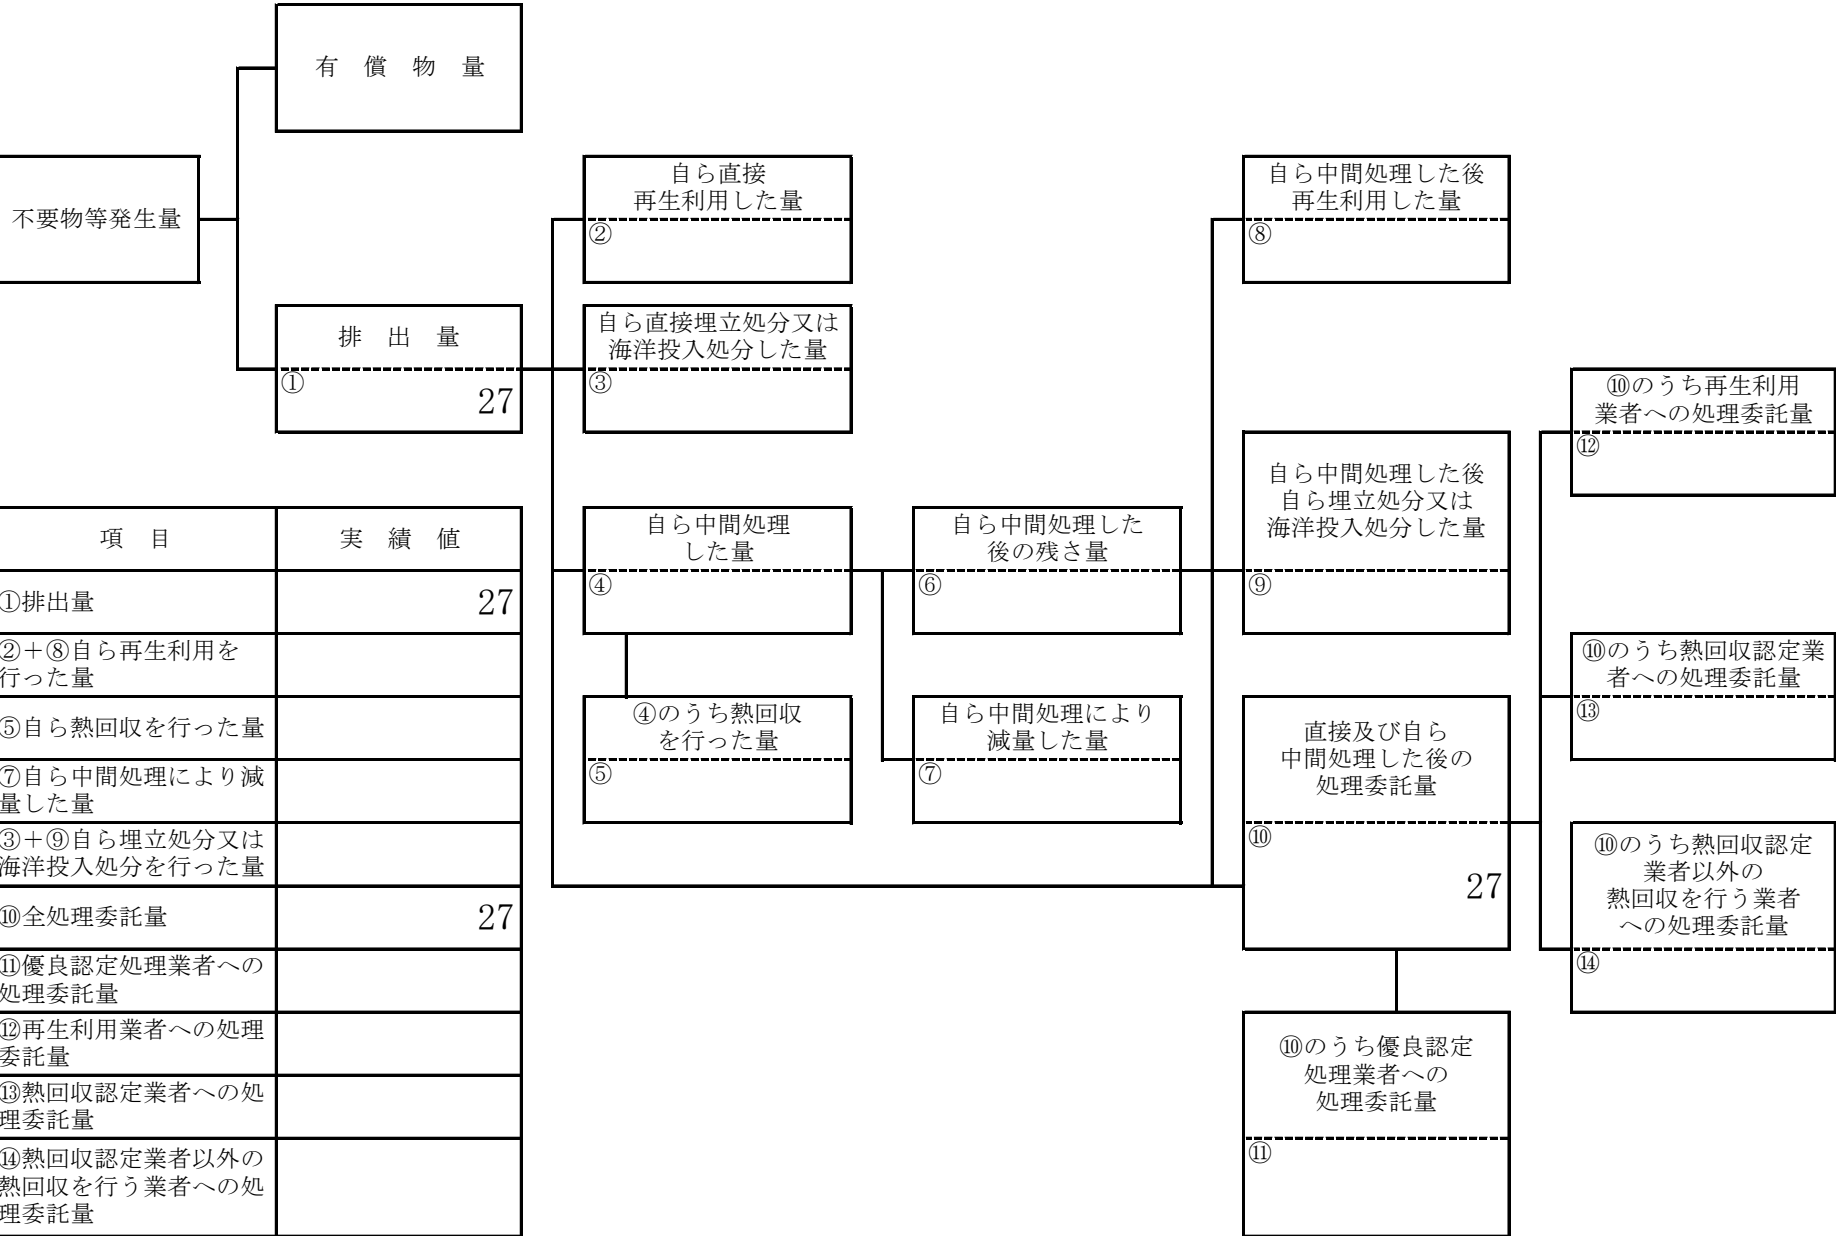 有　償　物　量
不要物等発生量
排　出　量
①
27
自ら直接
再生利用した量
②
自ら直接埋立処分又は
海洋投入処分した量
③
自ら中間処理
した量
④
④のうち熱回収
を行った量
⑤
自ら中間処理した
後の残さ量
⑥
自ら中間処理により
減量した量
⑦
自ら中間処理した後
再生利用した量
⑧
自ら中間処理した後
自ら埋立処分又は
海洋投入処分した量
⑨
直接及び自ら
中間処理した後の
処理委託量
⑩
27
⑩のうち優良認定
処理業者への
処理委託量
⑪
⑩のうち再生利用
業者への処理委託量
⑫
⑩のうち熱回収認定業
者への処理委託量
⑬
⑩のうち熱回収認定
業者以外の
熱回収を行う業者
への処理委託量
⑭
項　目
実　績　値
①排出量
27
②＋⑧自ら再生利用を
行った量
⑤自ら熱回収を行った量
⑦自ら中間処理により減
量した量
③＋⑨自ら埋立処分又は
海洋投入処分を行った量
⑩全処理委託量
27
⑪優良認定処理業者への
処理委託量
⑫再生利用業者への処理
委託量
⑬熱回収認定業者への処
理委託量
⑭熱回収認定業者以外の
熱回収を行う業者への処
理委託量